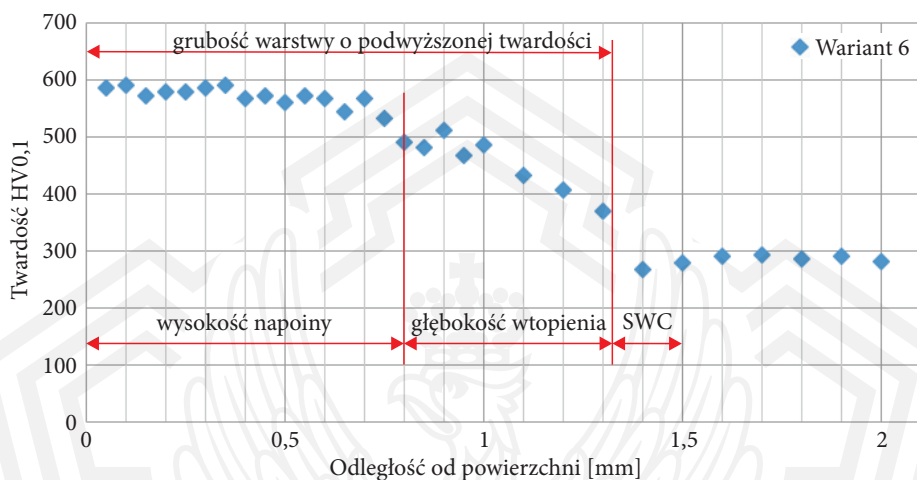 700
grubość warstwy o podwyższonej twardości
Wariant 6
600
500
400
300
200
wysokość napoiny
głębokość wtopienia
SWC
100
0
0
0,5
1
1,5
2
Odległość od powierzchni [mm]
Twardość HV0,1